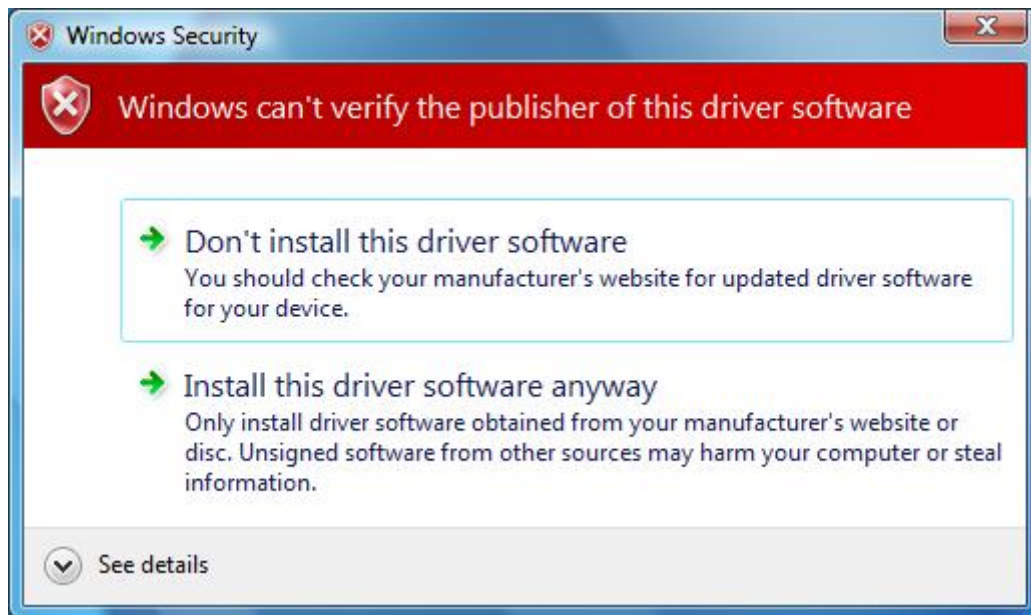 Windows Security
Windows can't verify the publisher of this driver software
Don't install this driver software
You should check your manufacturer's website for updated driver software
for your device.
Install this driver software anyway
Only install driver software obtained from your manufacturer's website or
disc. Unsigned software from other sources may harm your computer or steal
information.
See details